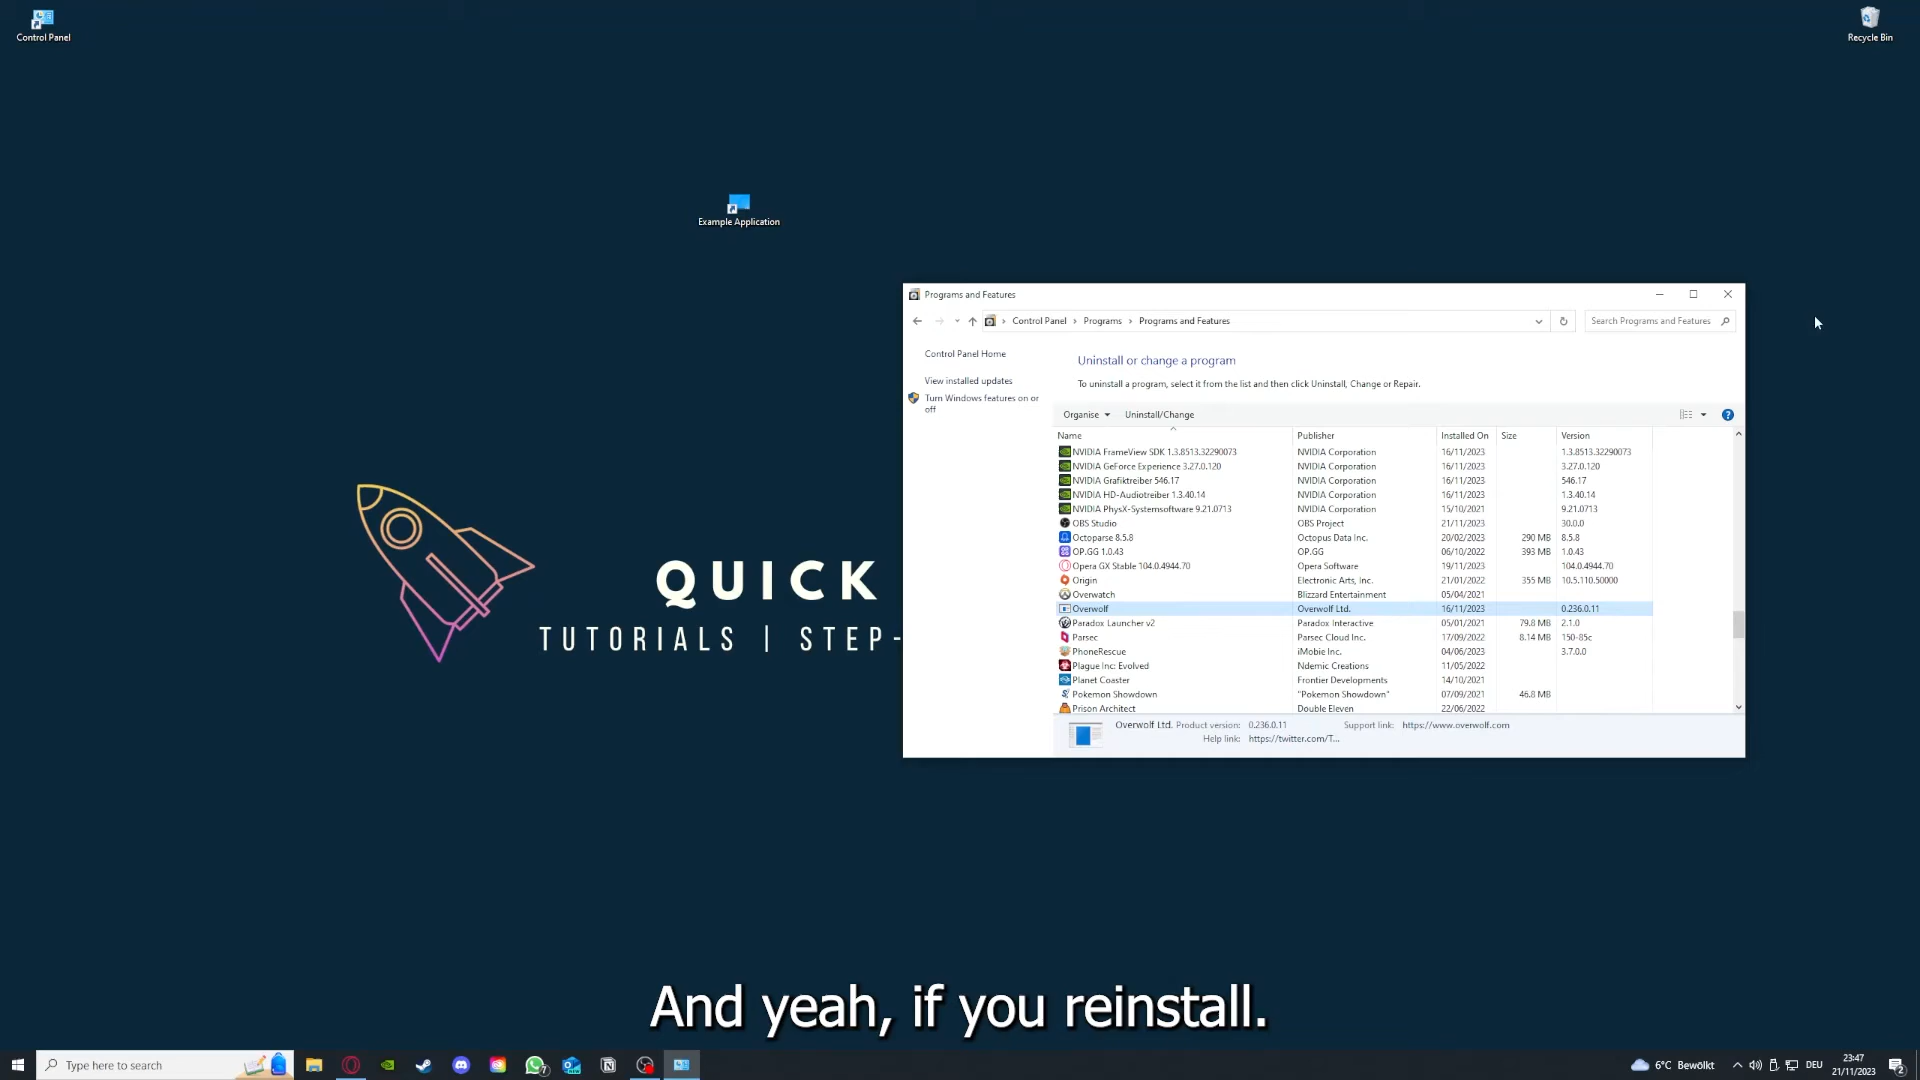 Control Panel
Recycle Bin
Example Application
QUICK
TUTORIALS | STEP-
Programs and Features
Control Panel > Programs > Programs and Features
Search Programs and Features
Control Panel Home
View installed updates
Turn Windows features on or
off
Uninstall or change a program
To uninstall a program, select it from the list and then click Uninstall, Change or Repair.
Organise Uninstall/Change
Name Publisher Installed On Size Version
NVIDIA FrameView SDK 1.3.8513.32290073 NVIDIA Corporation 16/11/2023 1.3.8513.32290073
NVIDIA GeForce Experience 3.27.0.120 NVIDIA Corporation 16/11/2023 3.27.0.120
NVIDIA Grafiktreiber 546.17 NVIDIA Corporation 16/11/2023 546.17
NVIDIA HD-Audiotreiber 1.3.40.14 NVIDIA Corporation 16/11/2023 1.3.40.14
NVIDIA PhysX-Systemsoftware 9.21.0713 NVIDIA Corporation 15/10/2021 9.21.0713
OBS Studio OBS Project 21/11/2023 30.0.0
Octoparse 8.5.8 Octopus Data Inc. 20/02/2023 290 MB 8.5.8
OP.GG 1.0.43 OP.GG 06/10/2022 393 MB 1.0.43
Opera GX Stable 104.0.4944.70 Opera Software 19/11/2023 104.0.4944.70
Origin Electronic Arts, Inc. 21/01/2022 355 MB 10.5.110.50000
Overwatch Blizzard Entertainment 05/04/2021
Overwolf Overwolf Ltd. 16/11/2023 0.236.0.11
Paradox Launcher v2 Paradox Interactive 05/01/2021 79.8 MB 2.1.0
Parsec Parsec Cloud Inc. 17/09/2022 8.14 MB 150-85c
PhoneRescue iMobie Inc. 04/06/2023 3.7.0.0
Plague Inc: Evolved Ndemic Creations 11/05/2022
Planet Coaster Frontier Developments 14/10/2021
Pokemon Showdown "Pokemon Showdown" 07/09/2021 46.8 MB
Prison Architect Double Eleven 22/06/2022
Overwolf Ltd. Product version: 0.236.0.11 Support link: https://www.overwolf.com
Help link: https://twitter.com/T...
And yeah, if you reinstall.
Type here to search
6°C Bewölkt
DEU
23:47
21/11/2023